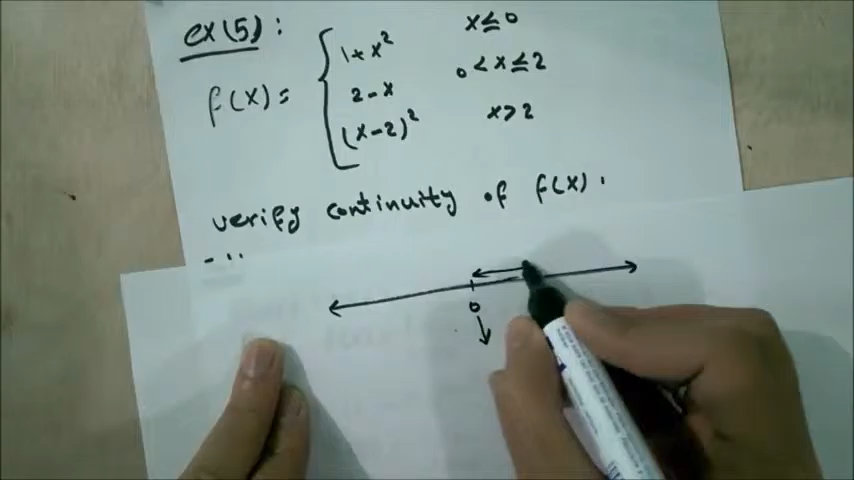 ex(5):
f(x) = { 1+x² x≤0
2-x 0<x≤2
(x-2)² x>2
verify continuity of f(x).
0